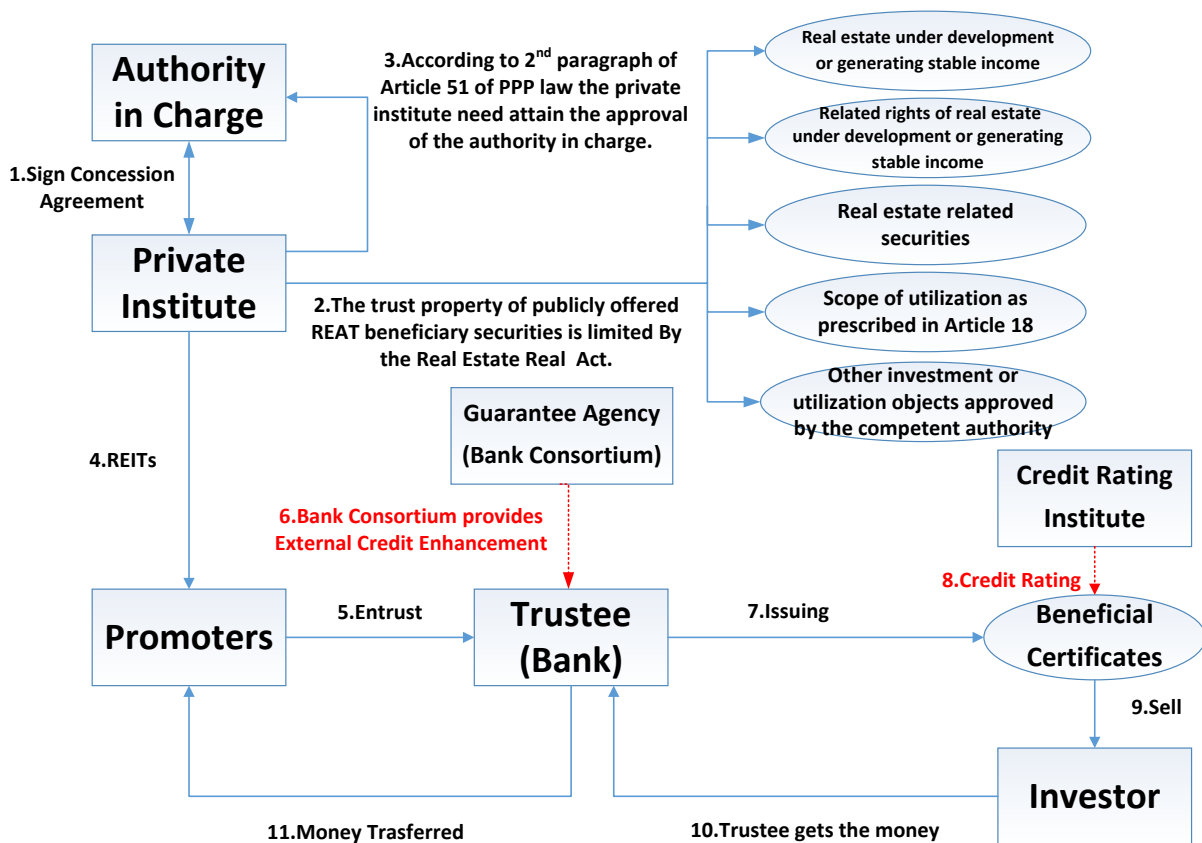 Authority
in Charge
1.Sign Concession
Agreement
Private
Institute
3.According to 2nd paragraph of
Article 51 of PPP law the private
institute need attain the approval
of the authority in charge.
2.The trust property of publicly offered
REAT beneficiary securities is limited By
the Real Estate Real Act.
Real estate under development
or generating stable income
Related rights of real estate
under development or generating
stable income
Real estate related
securities
Scope of utilization as
prescribed in Article 18
Other investment or
utilization objects approved
by the competent authority
Guarantee Agency
(Bank Consortium)
4.REITs
6.Bank Consortium provides
External Credit Enhancement
Credit Rating
Institute
8.Credit Rating
Promoters
5.Entrust
Trustee
(Bank)
7.Issuing
Beneficial
Certificates
9.Sell
Investor
11.Money Trasferred
10.Trustee gets the money